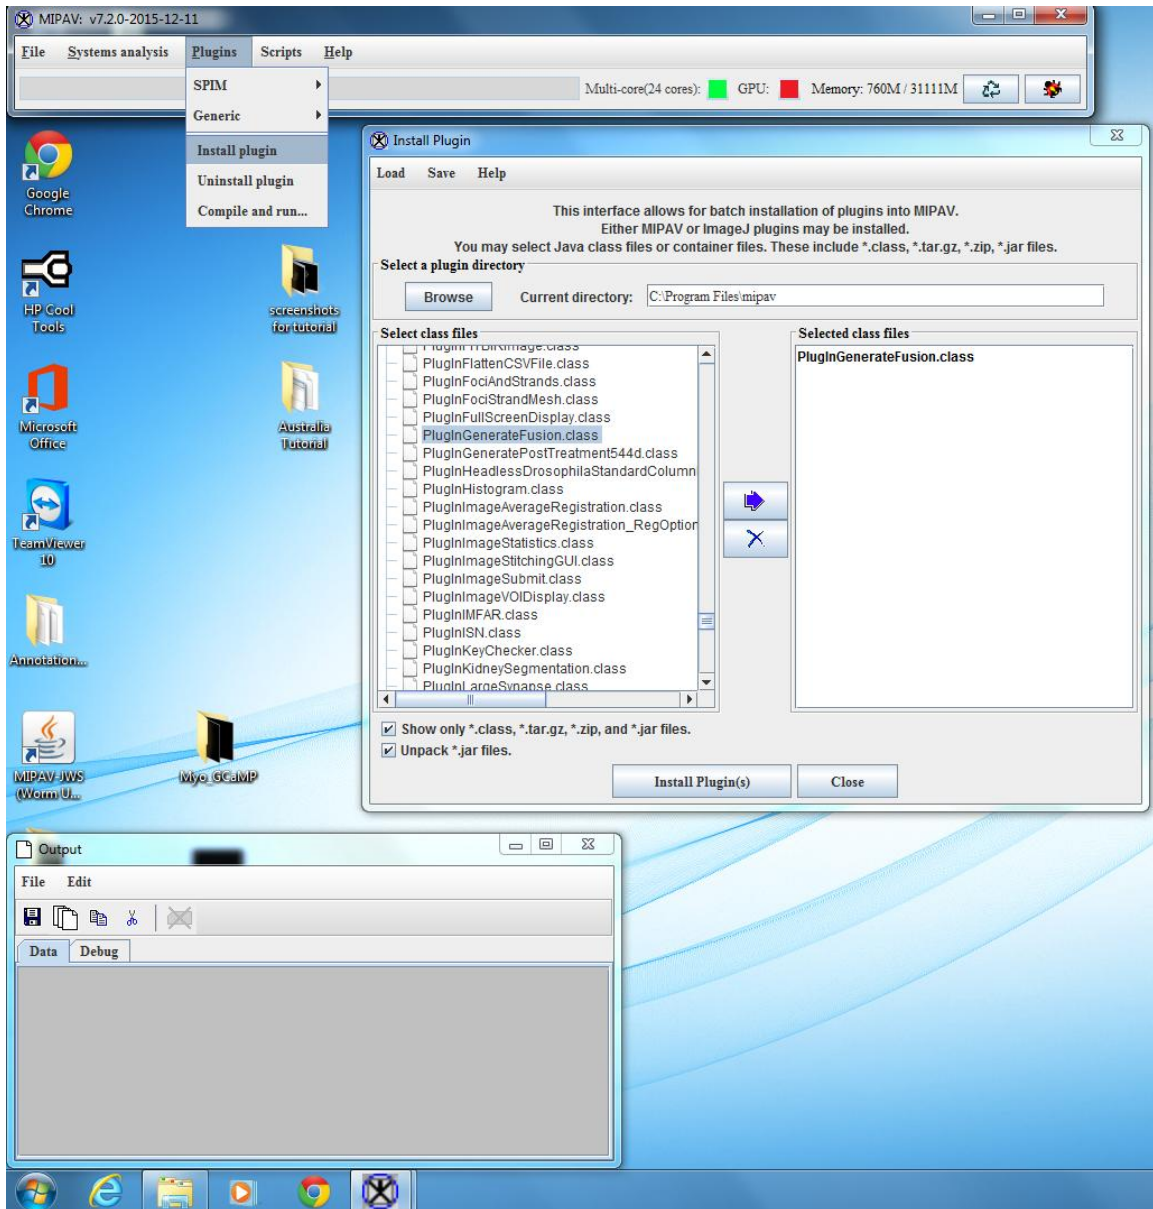 MIPAV: v7.2.0-2015-12-11
File Systems analysis Plugins Scripts Help
Multi-core(24 cores): GPU: Memory: 760M / 31111M
SPIM
Generic
Install plugin
Uninstall plugin
Compile and run...
Google
Chrome
HP Cool
Tools
screenshots
for tutorial
Microsoft
Office
Australia
Tutorial
TeamViewer
10
Annotation...
MIPAV-JWS
(Worm U...
Myo_GCaMP
Install Plugin
Load Save Help
This interface allows for batch installation of plugins into MIPAV.
Either MIPAV or ImageJ plugins may be installed.
You may select Java class files or container files. These include *.class, *.tar.gz, *.zip, *.jar files.
Select a plugin directory
Browse Current directory: C:\Program Files\mipav
Select class files
PlugInFlattenCSVFile.class
PlugInFociAndStrands.class
PlugInFociStrandMesh.class
PlugInFullScreenDisplay.class
PlugInGenerateFusion.class
PlugInGeneratePostTreatment544d.class
PlugInHeadlessDrosophilaStandardColumn
PlugInHistogram.class
PlugInImageAverageRegistration.class
PlugInImageAverageRegistration_RegOption
PlugInImageStatistics.class
PlugInImageStitchingGUI.class
PlugInImageSubmit.class
PlugInImageVOIDisplay.class
PlugInIMFAR.class
PlugInISN.class
PlugInKeyChecker.class
PlugInKidneySegmentation.class
PlugInLargeSynapse.class
Selected class files
PlugInGenerateFusion.class
Show only *.class, *.tar.gz, *.zip, and *.jar files.
Unpack *.jar files.
Install Plugin(s) Close
Output
File Edit
Data Debug